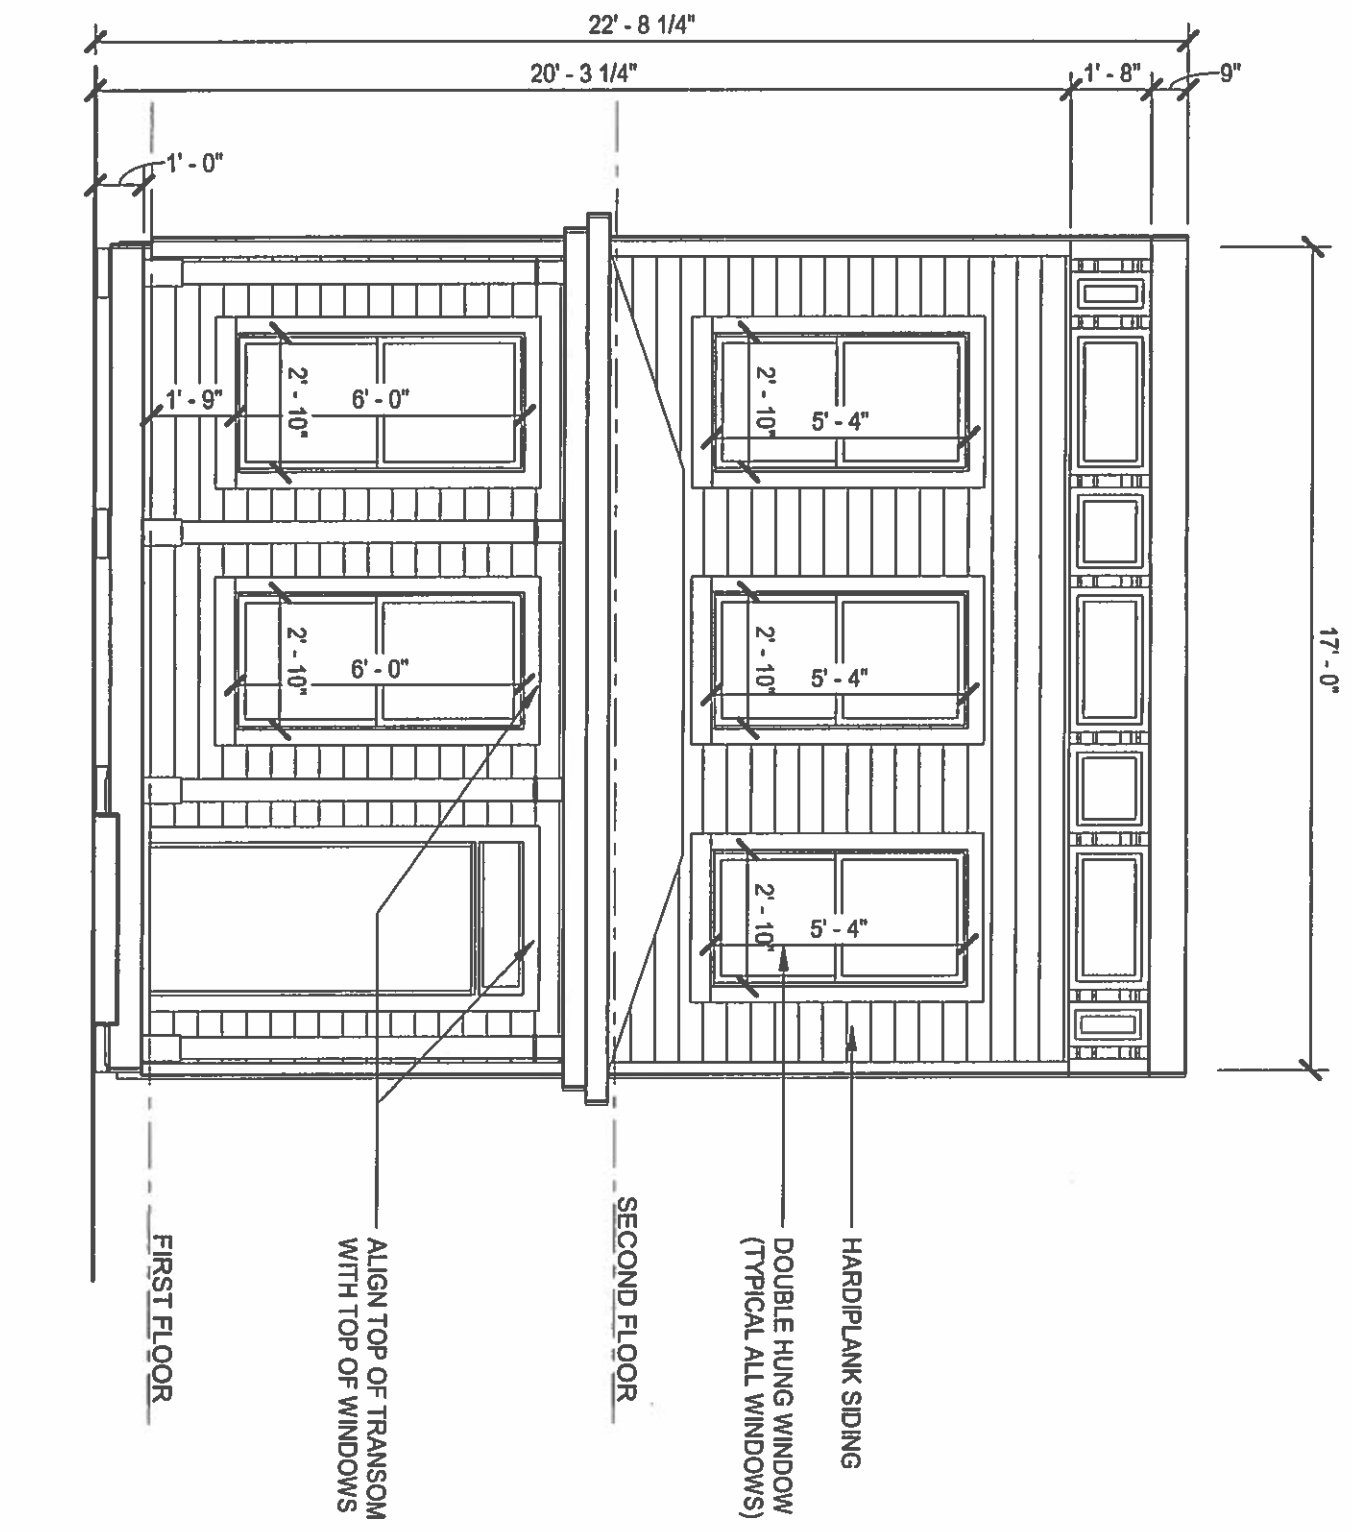 22' - 8 1/4"
20' - 3 1/4"
1' - 8"
9"
1' - 0"
17' - 0"
2' - 10"
6' - 0"
1' - 9"
2' - 10"
5' - 4"
2' - 10"
6' - 0"
2' - 10"
5' - 4"
2' - 10"
5' - 4"
HARDIPLANK SIDING
DOUBLE HUNG WINDOW
(TYPICAL ALL WINDOWS)
SECOND FLOOR
ALIGN TOP OF TRANSOM
WITH TOP OF WINDOWS
FIRST FLOOR